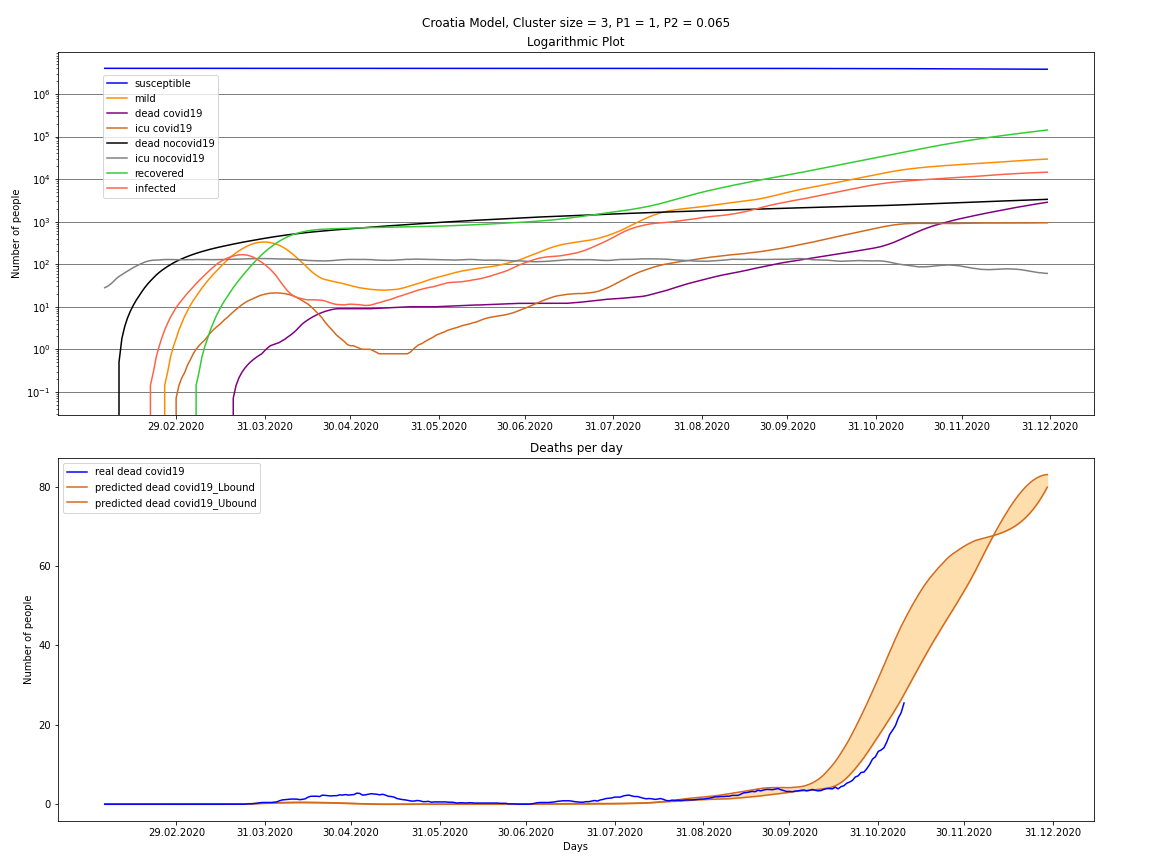 Croatia Model, Cluster size = 3, P1 = 1, P2 = 0.065
Logarithmic Plot
susceptible
mild
dead covid19
icu covid19
dead nocovid19
icu nocovid19
recovered
infected
Number of people
10⁶
10⁵
10⁴
10³
10²
10¹
10⁰
10⁻¹
29.02.2020 31.03.2020 30.04.2020 31.05.2020 30.06.2020 31.07.2020 31.08.2020 30.09.2020 31.10.2020 30.11.2020 31.12.2020
Deaths per day
real dead covid19
predicted dead covid19_Lbound
predicted dead covid19_Ubound
Number of people
80
60
40
20
0
29.02.2020 31.03.2020 30.04.2020 31.05.2020 30.06.2020 31.07.2020 31.08.2020 30.09.2020 31.10.2020 30.11.2020 31.12.2020
Days